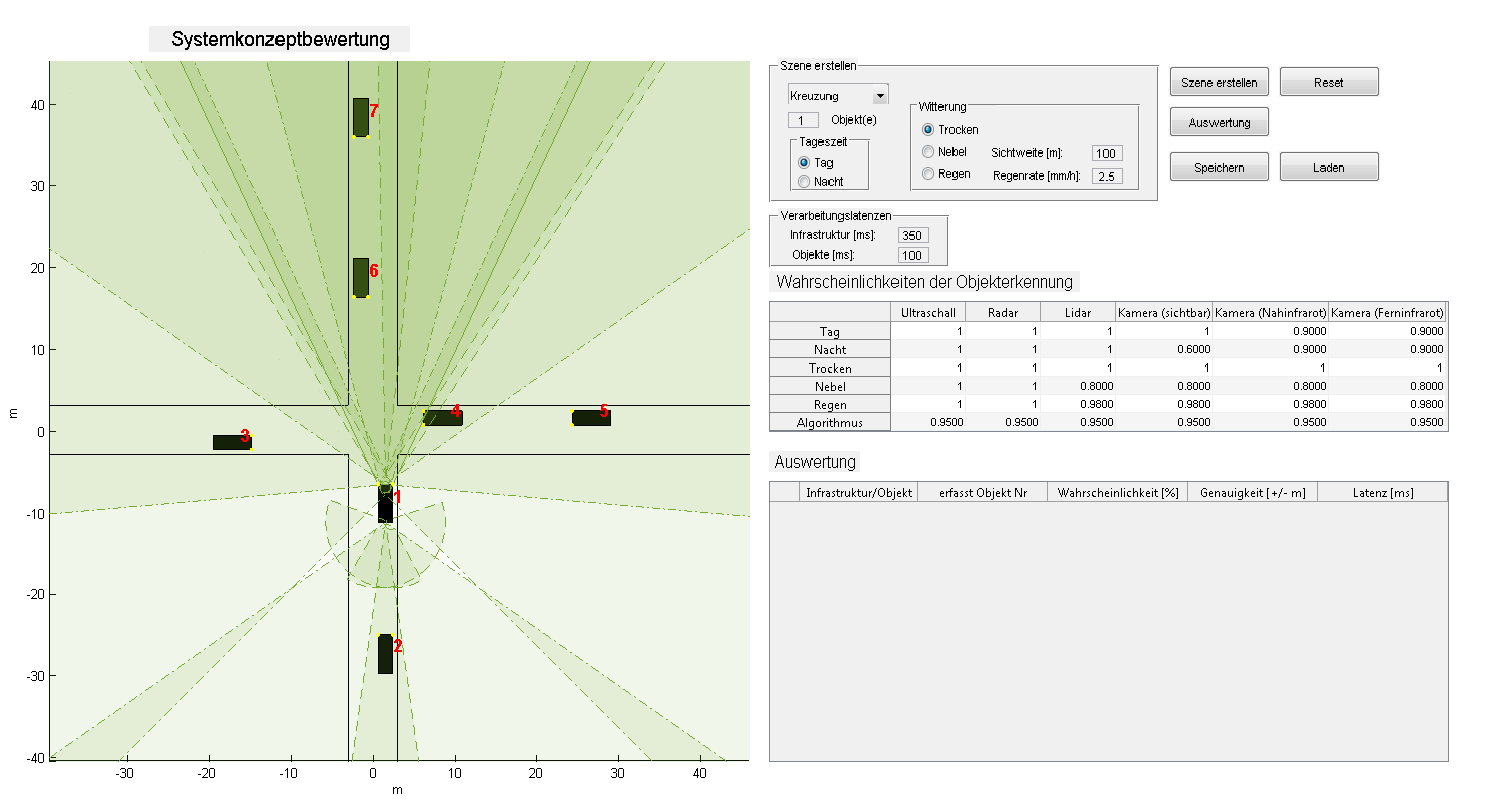 Systemkonzeptbewertung
40
30
20
10
0
-10
-20
-30
-40
m
-30
-20
-10
0
10
20
30
40
m
7
6
4
5
3
1
2
Szene erstellen
Kreuzung
1 Objekt(e)
Tageszeit
Tag
Nacht
Witterung
Trocken
Nebel Sichtweite [m]: 100
Regen Regenrate [mm/h]: 2.5
Szene erstellen Reset
Auswertung
Speichern Laden
Verarbeitungslatenzen
Infrastruktur [ms]: 350
Objekte [ms]: 100
Wahrscheinlichkeiten der Objekterkennung
Ultraschall Radar Lidar Kamera (sichtbar) Kamera (Nahinfrarot) Kamera (Ferninfrarot)
Tag 1 1 1 1 0.9000 0.9000
Nacht 1 1 1 0.6000 0.9000 0.9000
Trocken 1 1 1 1 1 1
Nebel 1 1 0.8000 0.8000 0.8000 0.8000
Regen 1 1 0.9800 0.9800 0.9800 0.9800
Algorithmus 0.9500 0.9500 0.9500 0.9500 0.9500 0.9500
Auswertung
Infrastruktur/Objekt erfasst Objekt Nr Wahrscheinlichkeit [%] Genauigkeit [+/- m] Latenz [ms]